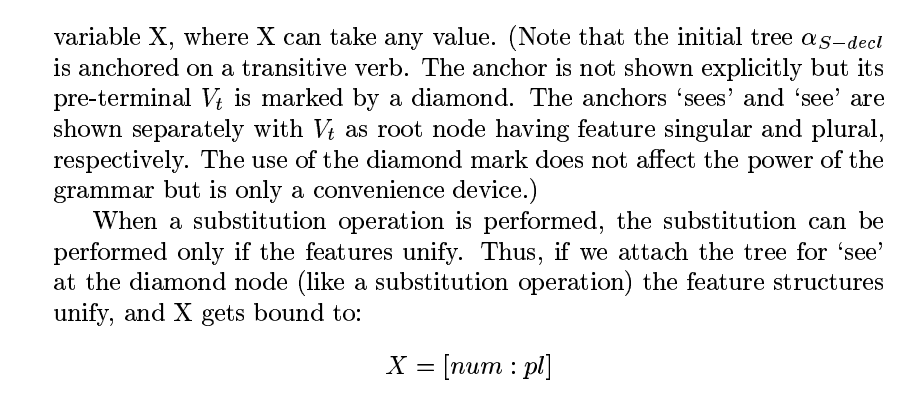 variable X, where X can take any value. (Note that the initial tree α_{S−decl}
is anchored on a transitive verb. The anchor is not shown explicitly but its
pre-terminal V_t is marked by a diamond. The anchors ‘sees’ and ‘see’ are
shown separately with V_t as root node having feature singular and plural,
respectively. The use of the diamond mark does not affect the power of the
grammar but is only a convenience device.)
When a substitution operation is performed, the substitution can be
performed only if the features unify. Thus, if we attach the tree for ‘see’
at the diamond node (like a substitution operation) the feature structures
unify, and X gets bound to:
X = [num : pl]